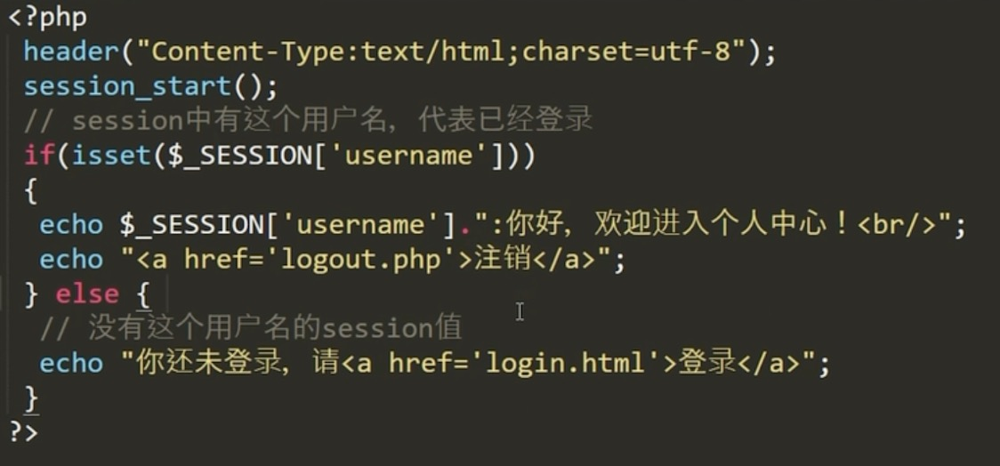 <?php
header("Content-Type:text/html;charset=utf-8");
session_start();
// session中有这个用户名，代表已经登录
if(isset($_SESSION['username']))
{
echo $_SESSION['username'].":你好，欢迎进入个人中心！<br/>";
echo "<a href='logout.php'>注销</a>";
} else {
// 没有这个用户名的session值
echo "你还未登录，请<a href='login.html'>登录</a>";
}
?>